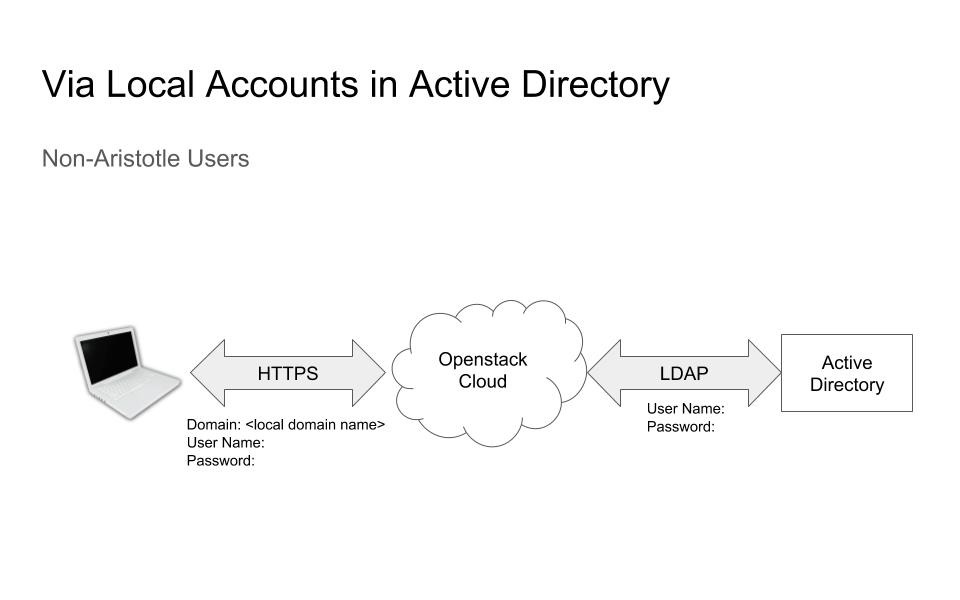 Via Local Accounts in Active Directory
Non-Aristotle Users
HTTPS
Domain: <local domain name>
User Name:
Password:
Openstack
Cloud
LDAP
User Name:
Password:
Active
Directory